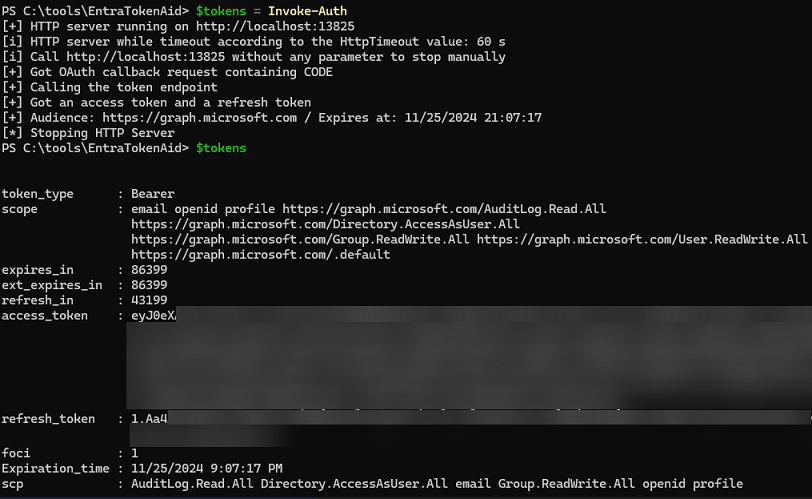 PS C:\tools\EntraTokenAid> $tokens = Invoke-Auth
[+] HTTP server running on http://localhost:13825
[i] HTTP server while timeout according to the HttpTimeout value: 60 s
[i] Call http://localhost:13825 without any parameter to stop manually
[+] Got OAuth callback request containing CODE
[+] Calling the token endpoint
[+] Got an access token and a refresh token
[+] Audience: https://graph.microsoft.com / Expires at: 11/25/2024 21:07:17
[*] Stopping HTTP Server
PS C:\tools\EntraTokenAid> $tokens
token_type : Bearer
scope : email openid profile https://graph.microsoft.com/AuditLog.Read.All
https://graph.microsoft.com/Directory.AccessAsUser.All
https://graph.microsoft.com/Group.ReadWrite.All https://graph.microsoft.com/User.ReadWrite.All
https://graph.microsoft.com/.default
expires_in : 86399
ext_expires_in : 86399
refresh_in : 43199
access_token : eyJ0eX
refresh_token : 1.Aa4
foci : 1
Expiration_time : 11/25/2024 9:07:17 PM
scp : AuditLog.Read.All Directory.AccessAsUser.All email Group.ReadWrite.All openid profile